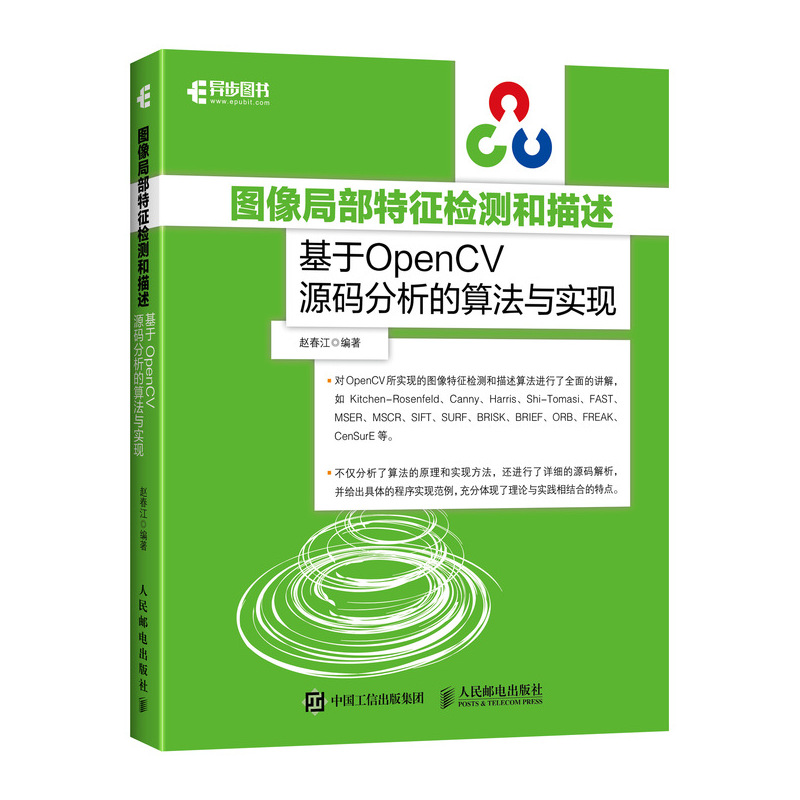 异步图书
www.epubit.com
图像局部特征检测和描述
基于OpenCV
源码分析的算法与实现
赵春江◎编著
对OpenCV所实现的图像特征检测和描述算法进行了全面的讲解，
如 Kitchen-Rosenfeld、Canny、Harris、Shi-Tomasi、FAST、
MSER、MSCR、SIFT、SURF、BRISK、BRIEF、ORB、FREAK、
CenSurE 等。
不仅分析了算法的原理和实现方法，还进行了详细的源码解析，
并给出具体的程序实现范例，充分体现了理论与实践相结合的特点。
中国工信出版集团
人民邮电出版社
POSTS & TELECOM PRESS
图像局部特征检测和描述
基于 OpenCV
源码分析的算法与实现
赵春江◎编著
人民邮电出版社